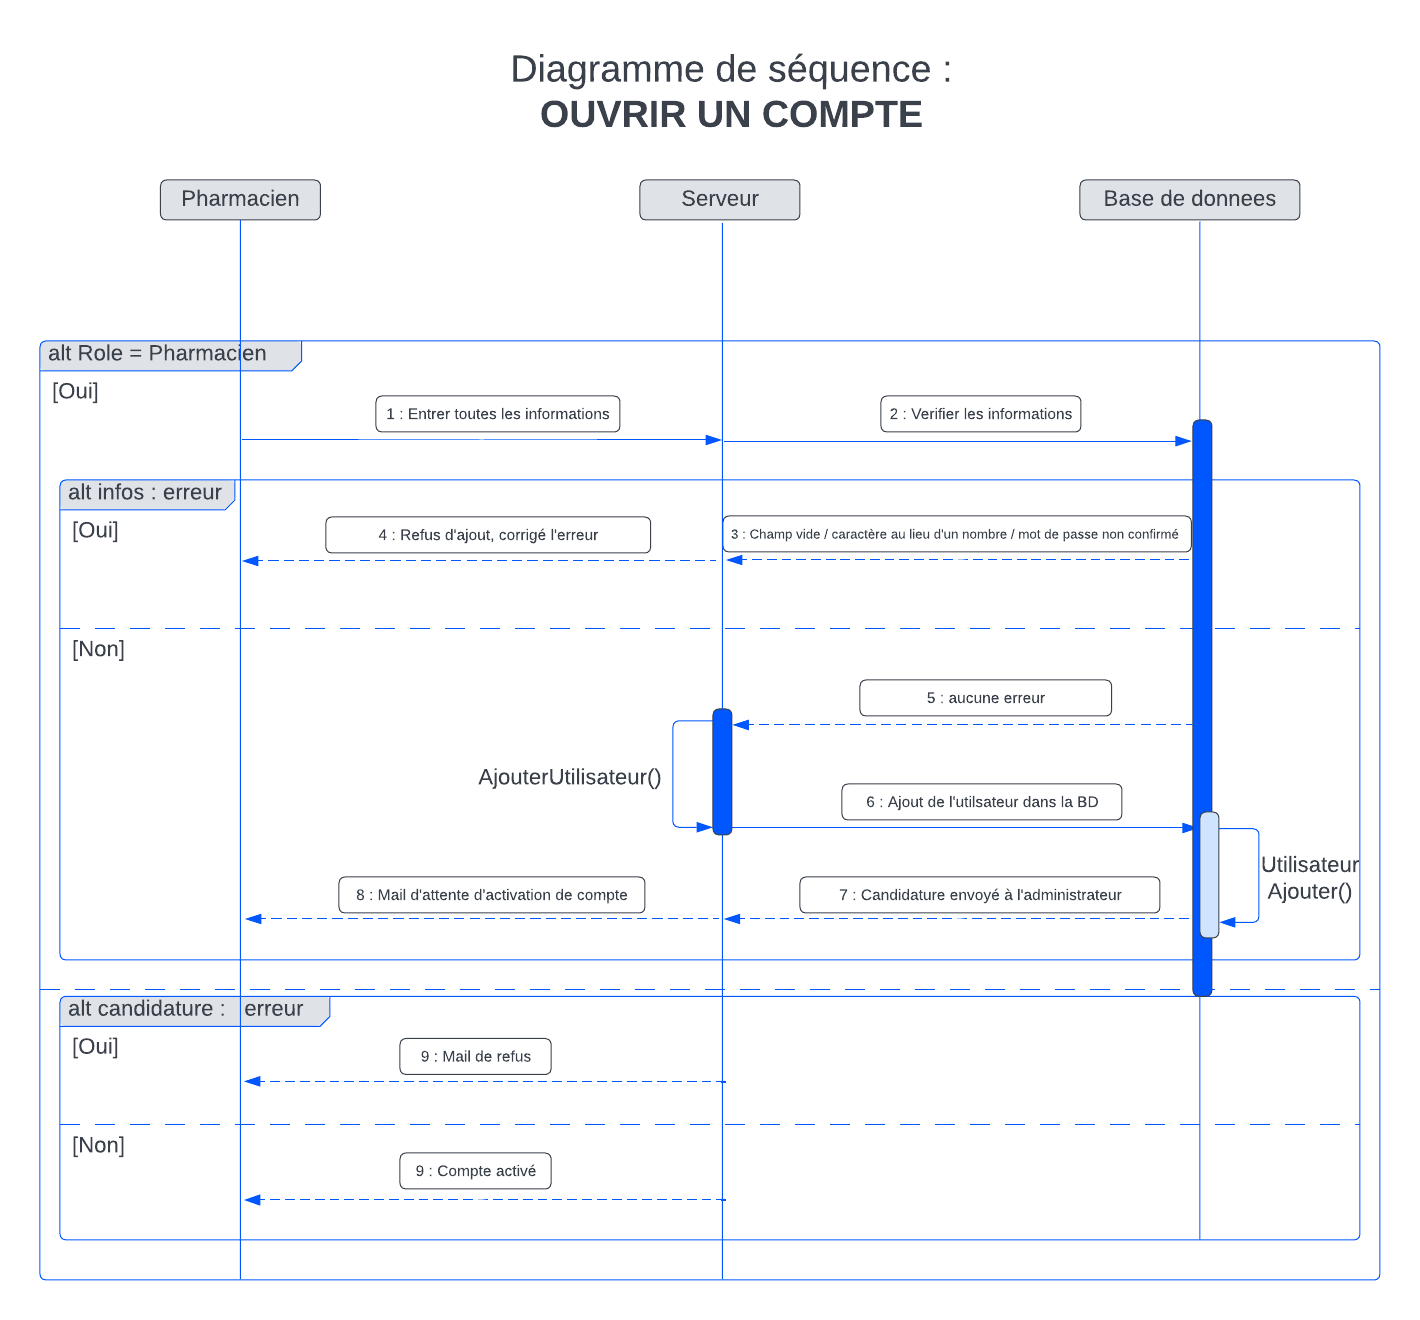 Diagramme de séquence :
OUVRIR UN COMPTE
Pharmacien
Serveur
Base de donnees
alt Role = Pharmacien
[Oui]
1 : Entrer toutes les informations
2 : Verifier les informations
alt infos : erreur
[Oui]
4 : Refus d'ajout, corrigé l'erreur
3 : Champ vide / caractère au lieu d'un nombre / mot de passe non confirmé
[Non]
5 : aucune erreur
AjouterUtilisateur()
6 : Ajout de l'utilsateur dans la BD
Utilisateur
Ajouter()
8 : Mail d'attente d'activation de compte
7 : Candidature envoyé à l'administrateur
alt candidature : erreur
[Oui]
9 : Mail de refus
[Non]
9 : Compte activé